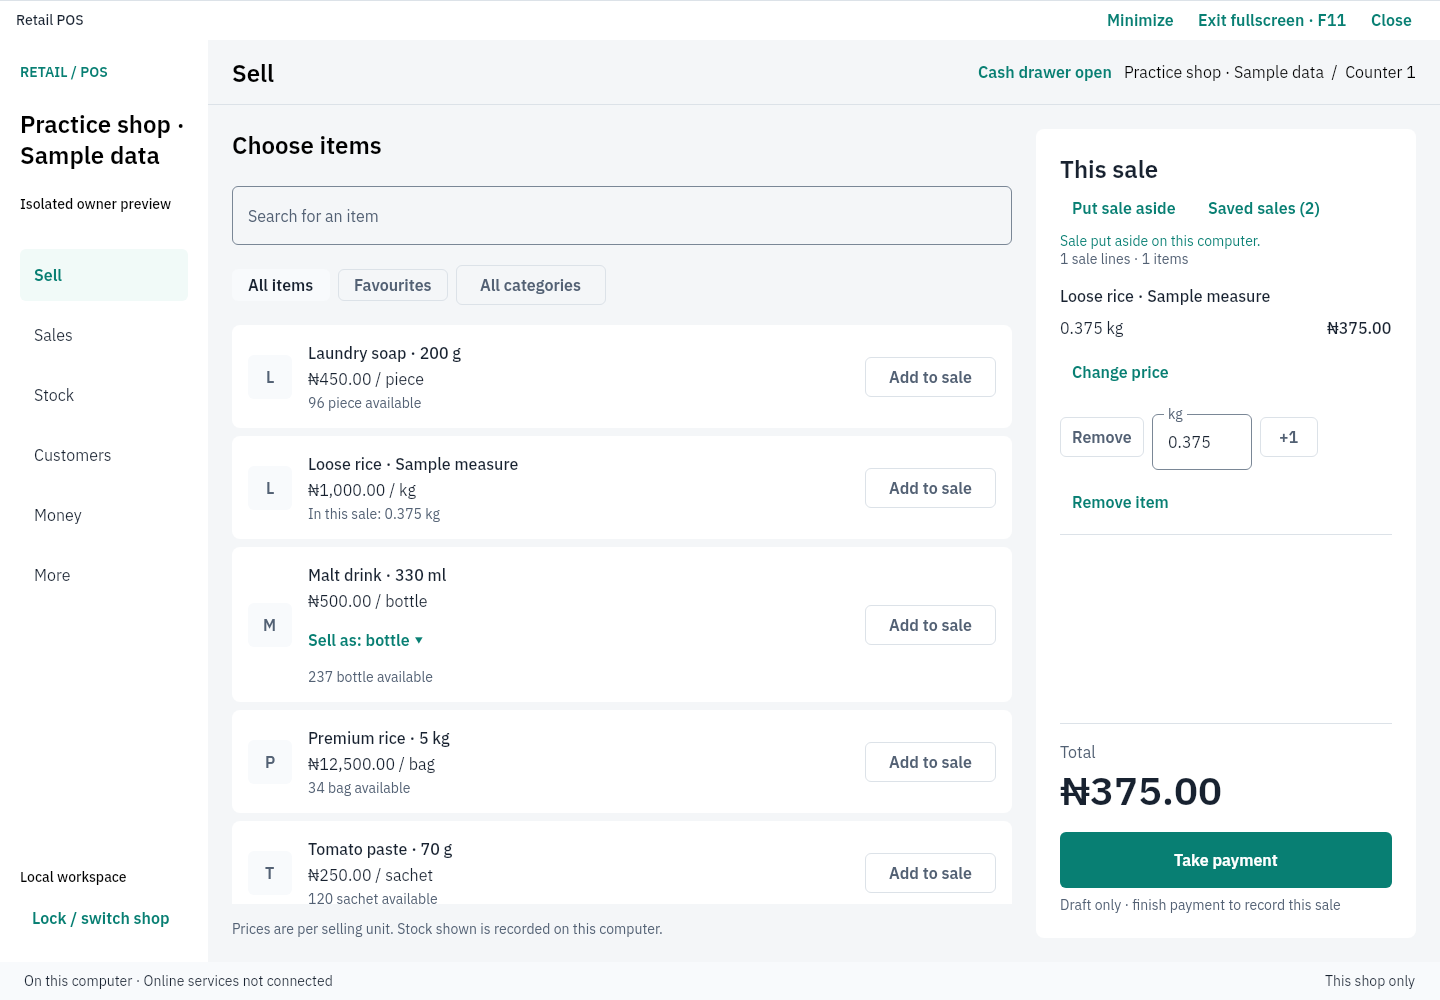 Retail POS
Minimize
Exit fullscreen · F11
Close
RETAIL / POS
Practice shop ·
Sample data
Isolated owner preview
Sell
Sales
Stock
Customers
Money
More
Local workspace
Lock / switch shop
Sell
Cash drawer open
Practice shop · Sample data / Counter 1
Choose items
Search for an item
All items
Favourites
All categories
L
Laundry soap · 200 g
₦450.00 / piece
96 piece available
Add to sale
L
Loose rice · Sample measure
₦1,000.00 / kg
In this sale: 0.375 kg
Add to sale
M
Malt drink · 330 ml
₦500.00 / bottle
Sell as: bottle ▾
237 bottle available
Add to sale
P
Premium rice · 5 kg
₦12,500.00 / bag
34 bag available
Add to sale
T
Tomato paste · 70 g
₦250.00 / sachet
120 sachet available
Add to sale
Prices are per selling unit. Stock shown is recorded on this computer.
This sale
Put sale aside
Saved sales (2)
Sale put aside on this computer.
1 sale lines · 1 items
Loose rice · Sample measure
0.375 kg
₦375.00
Change price
Remove
kg
0.375
+1
Remove item
Total
₦375.00
Take payment
Draft only · finish payment to record this sale
On this computer · Online services not connected
This shop only